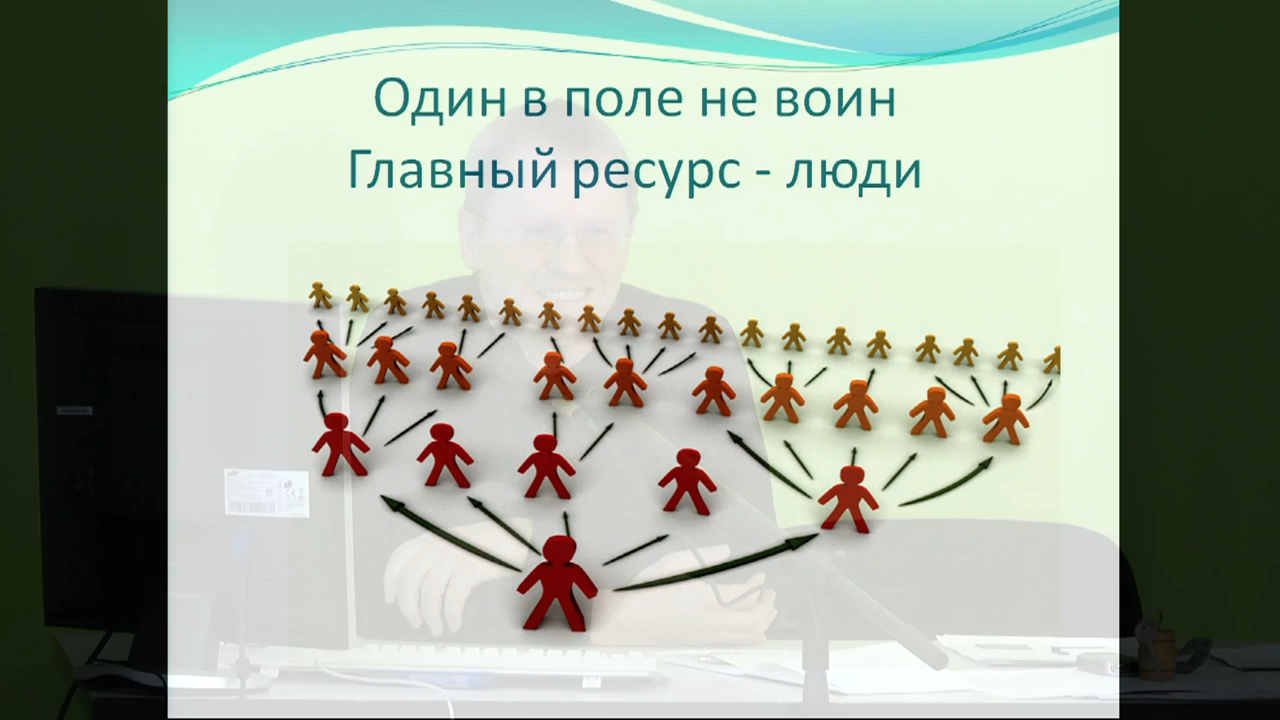 Один в поле не воин
Главный ресурс - люди